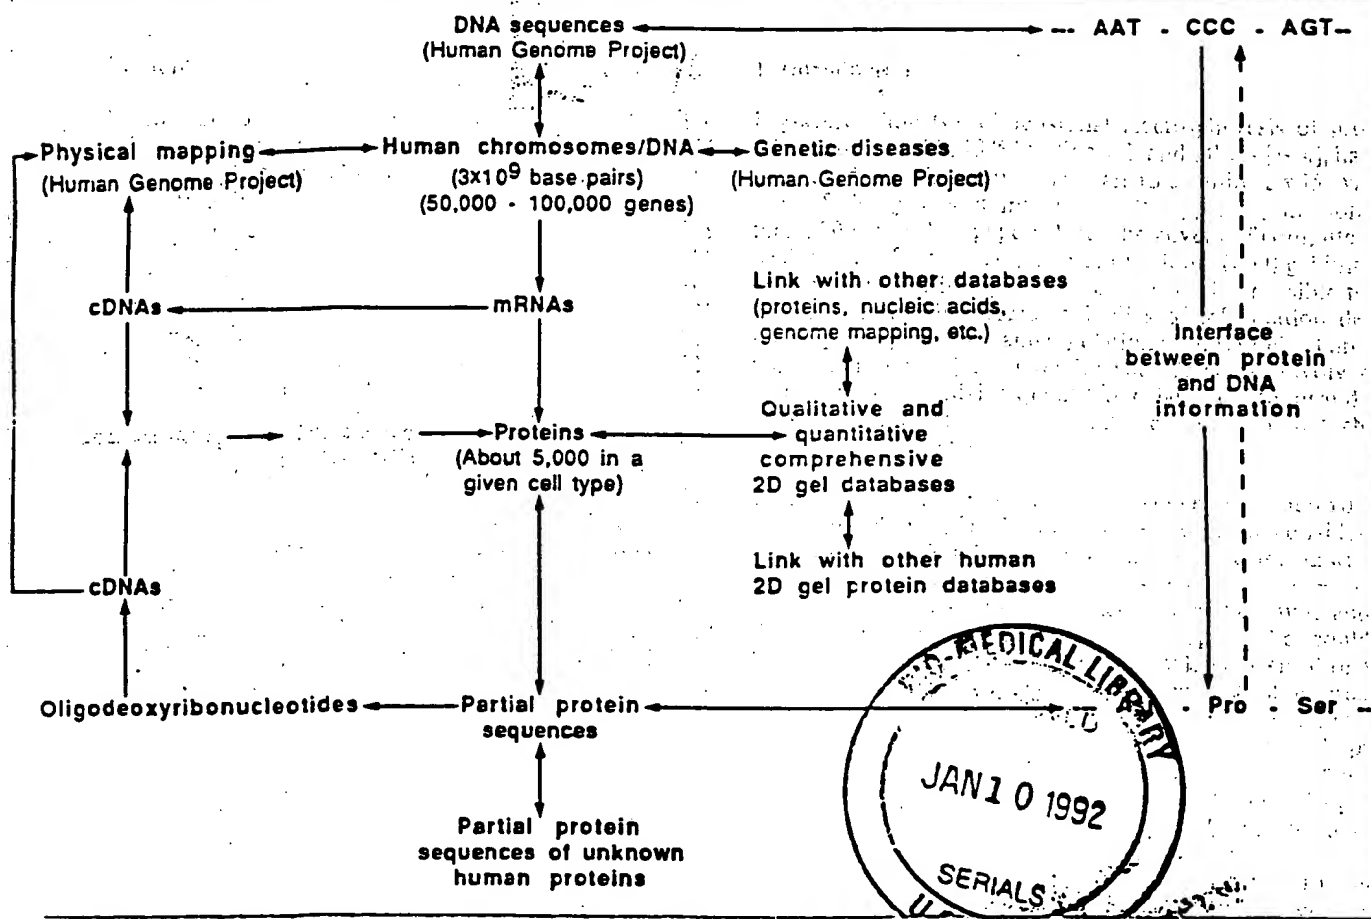 DNA sequences
(Human Genome Project)
--- AAT - CCC - AGT--
Physical mapping
(Human Genome Project)
Human chromosomes/DNA
(3x10⁹ base pairs)
(50,000 - 100,000 genes)
Genetic diseases
(Human Genome Project)
cDNAs
mRNAs
Link with other databases
(proteins, nucleic acids,
genome mapping, etc.)
Interface
between protein
and DNA
information
Proteins
(About 5,000 in a
given cell type)
Qualitative and
quantitative
comprehensive
2D gel databases
Link with other human
2D gel protein databases
cDNAs
Oligodeoxyribonucleotides
Partial protein
sequences
- Pro - Ser --
Partial protein
sequences of unknown
human proteins
MEDICAL LIBRARY
JAN 10 1992
SERIALS